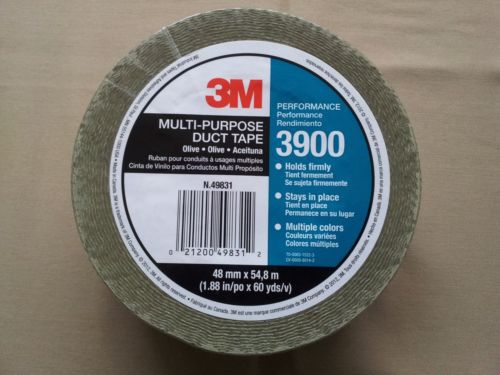 3M
MULTI-PURPOSE
DUCT TAPE
Olive • Olive • Aceituna
Ruban pour conduits à usages multiples
Cinta de Vinilo para Conductos Multi Propósito
N.49831
0 21200 49831 2
48 mm x 54,8 m
(1.88 in/po x 60 yds/v)
PERFORMANCE
Performance
Rendimiento
3900
• Holds firmly
Tient fermement
Se sujeta firmemente
• Stays in place
Tient en place
Permanece en su lugar
• Multiple colors
Couleurs variées
Colores múltiples